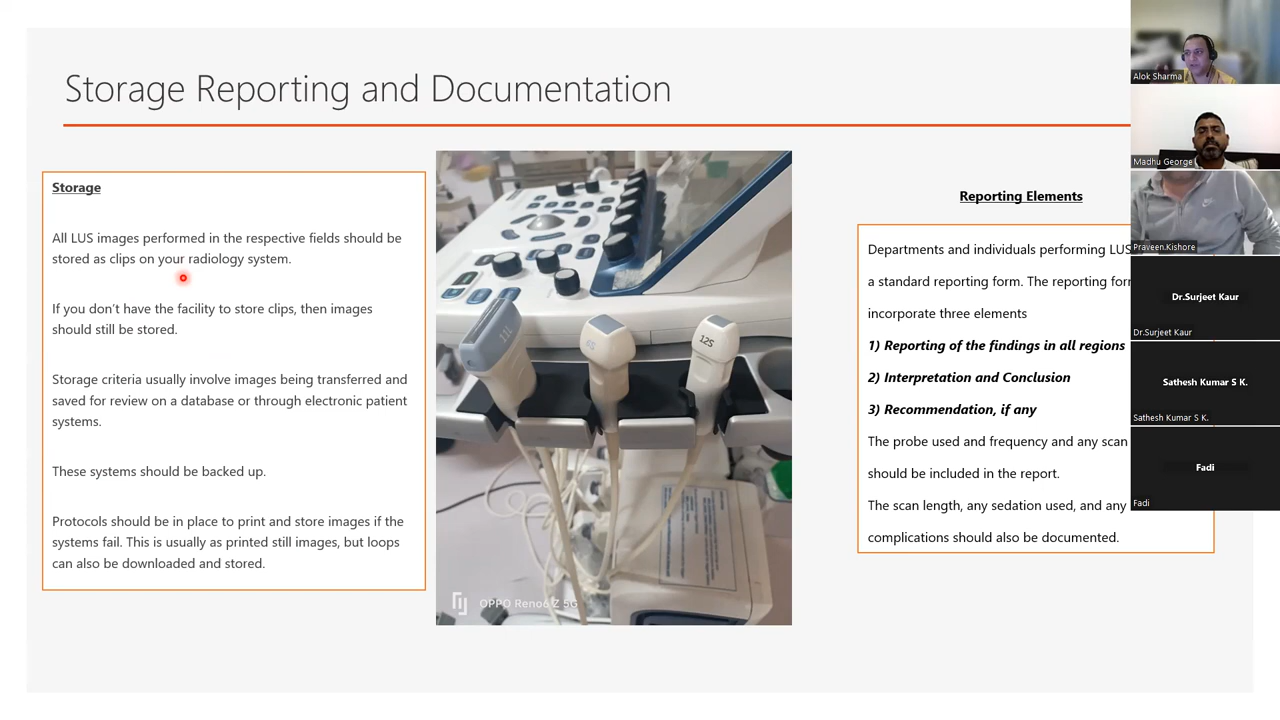 Storage Reporting and Documentation
Storage
All LUS images performed in the respective fields should be
stored as clips on your radiology system.
If you don't have the facility to store clips, then images
should still be stored.
Storage criteria usually involve images being transferred and
saved for review on a database or through electronic patient
systems.
These systems should be backed up.
Protocols should be in place to print and store images if the
systems fail. This is usually as printed still images, but loops
can also be downloaded and stored.
11L
6S
12S
OPPO Reno6 Z 5G
Reporting Elements
Departments and individuals performing LUS
a standard reporting form. The reporting
incorporate three elements
1) Reporting of the findings in all regions
2) Interpretation and Conclusion
3) Recommendation, if any
The probe used and frequency and any scan
should be included in the report.
The scan length, any sedation used, and any
complications should also be documented.
Alok Sharma
Madhu George
Praveen.Kishore
Dr.Surjeet Kaur
Dr.Surjeet Kaur
Sathesh Kumar S K.
Sathesh Kumar S K.
Fadi
Fadi